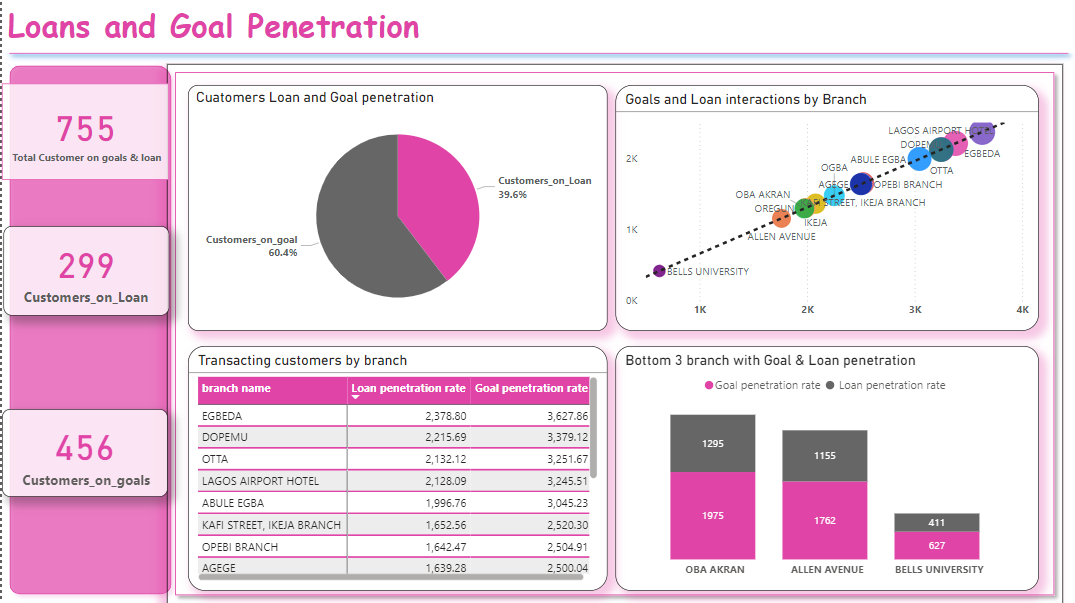 Loans and Goal Penetration
755
Total Customer on goals & loan
299
Customers_on_Loan
456
Customers_on_goals
Cuatomers Loan and Goal penetration
Customers_on_Loan
39.6%
Customers_on_goal
60.4%
Goals and Loan interactions by Branch
2K
1K
0K
LAGOS AIRPORT HOTEL
DOPEM
EGBEDA
ABULE EGBA
OTTA
OGBA
AGEGE
OPEBI BRANCH
OBA AKRAN
STREET, IKEJA BRANCH
OREGUN
IKEJA
ALLEN AVENUE
BELLS UNIVERSITY
1K 2K 3K 4K
Transacting customers by branch
branch name Loan penetration rate Goal penetration rate
EGBEDA 2,378.80 3,627.86
DOPEMU 2,215.69 3,379.12
OTTA 2,132.12 3,251.67
LAGOS AIRPORT HOTEL 2,128.09 3,245.51
ABULE EGBA 1,996.76 3,045.23
KAFI STREET, IKEJA BRANCH 1,652.56 2,520.30
OPEBI BRANCH 1,642.47 2,504.91
AGEGE 1,639.28 2,500.04
Bottom 3 branch with Goal & Loan penetration
Goal penetration rate Loan penetration rate
1295
1975
1155
1762
411
627
OBA AKRAN ALLEN AVENUE BELLS UNIVERSITY